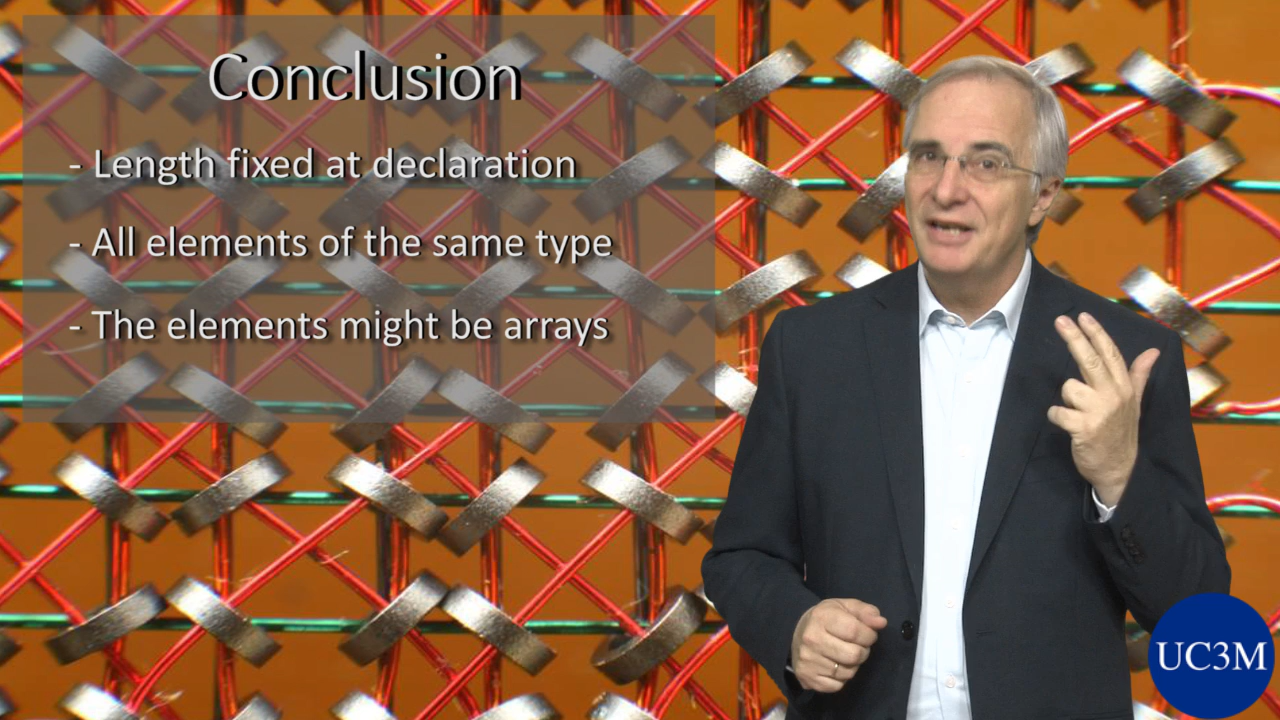 Conclusion
- Length fixed at declaration
- All elements of the same type
- The elements might be arrays
UC3M